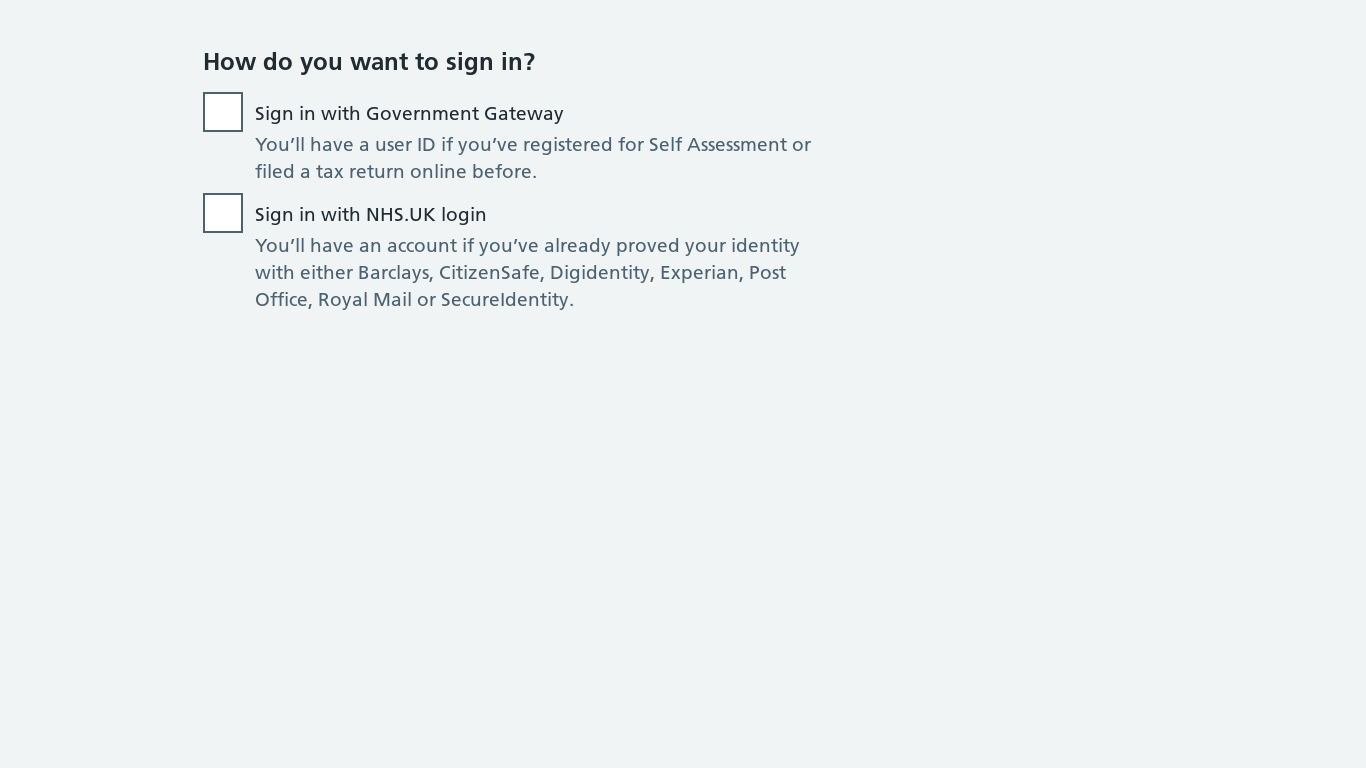 How do you want to sign in?
Sign in with Government Gateway
You’ll have a user ID if you’ve registered for Self Assessment or
filed a tax return online before.
Sign in with NHS.UK login
You’ll have an account if you’ve already proved your identity
with either Barclays, CitizenSafe, Digidentity, Experian, Post
Office, Royal Mail or SecureIdentity.